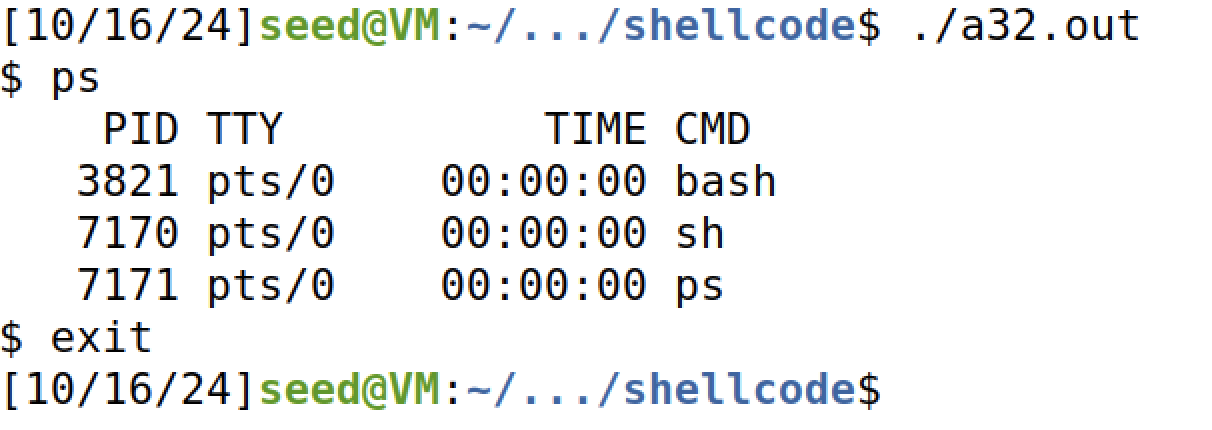 [10/16/24]seed@VM:~/.../shellcode$ ./a32.out
$ ps
    PID TTY          TIME CMD
   3821 pts/0    00:00:00 bash
   7170 pts/0    00:00:00 sh
   7171 pts/0    00:00:00 ps
$ exit
[10/16/24]seed@VM:~/.../shellcode$